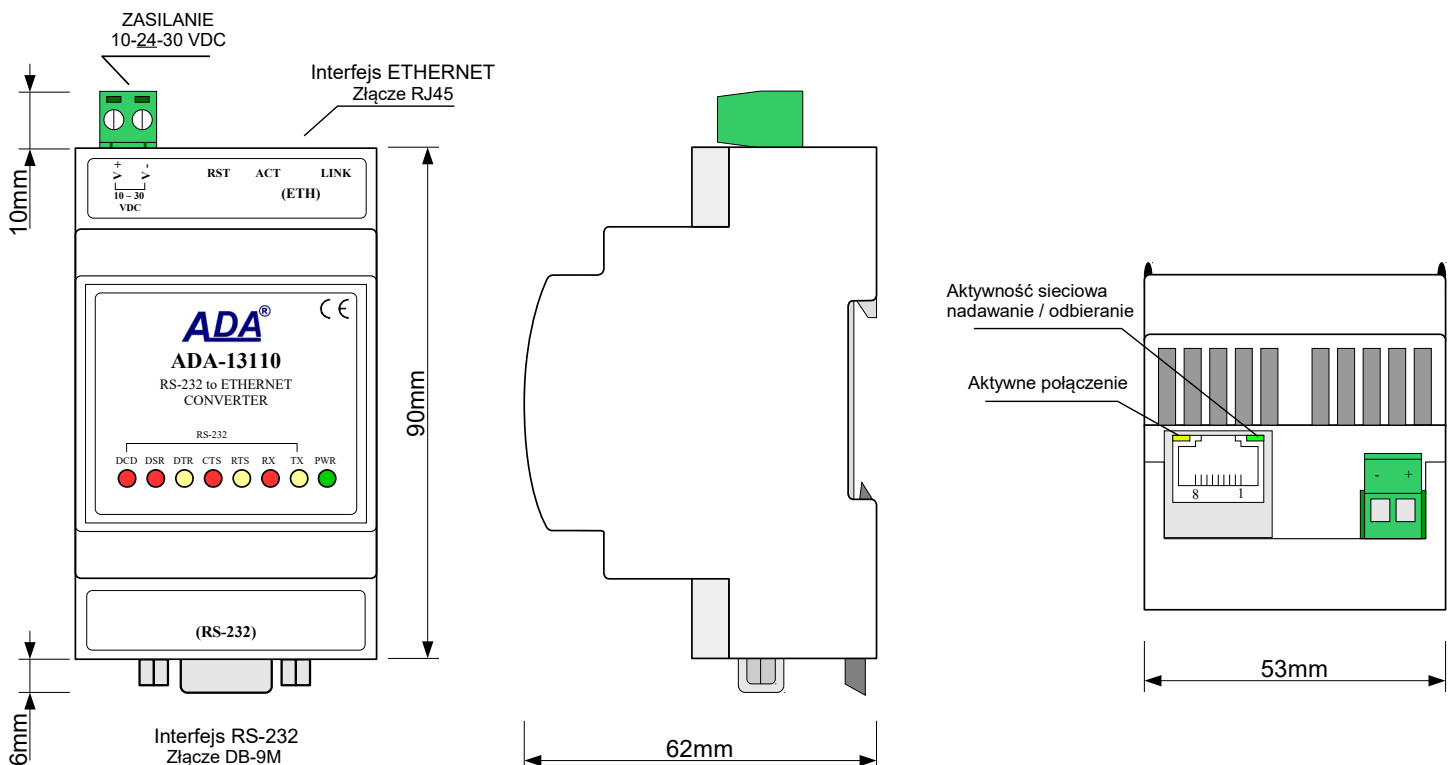 ZASILANIE
10-24-30 VDC
Interfejs ETHERNET
Złącze RJ45
10mm
V +
V -
10 – 30
VDC
RST ACT LINK
(ETH)
ADA®
CE
ADA-13110
RS-232 to ETHERNET
CONVERTER
RS-232
DCD DSR DTR CTS RTS RX TX PWR
90mm
(RS-232)
6mm
Interfejs RS-232
Złącze DB-9M
62mm
Aktywność sieciowa
nadawanie / odbieranie
Aktywne połączenie
8 1
- +
53mm